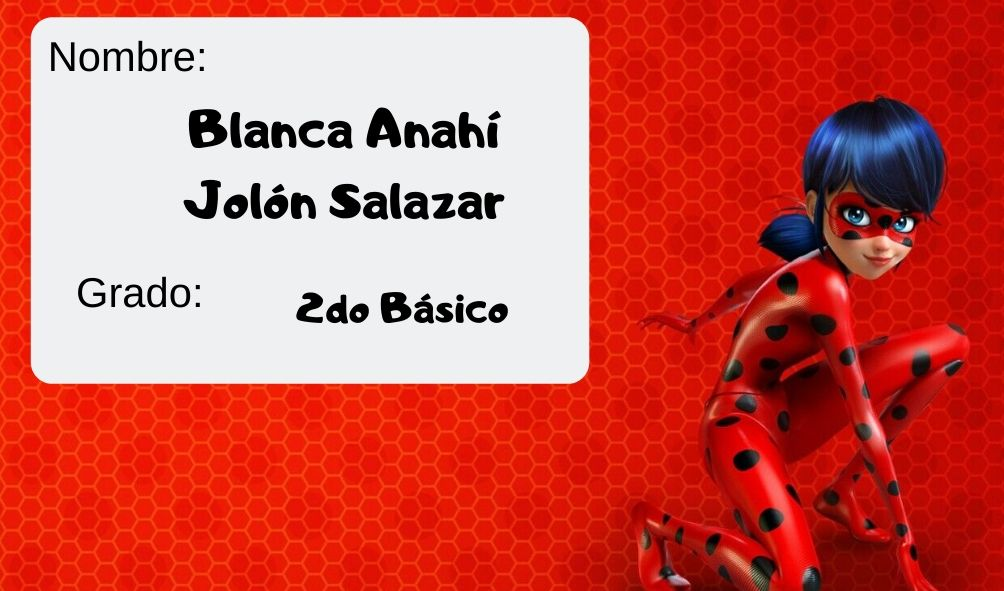 Nombre:
Blanca Anahí
Jolón Salazar
Grado:
2do Básico